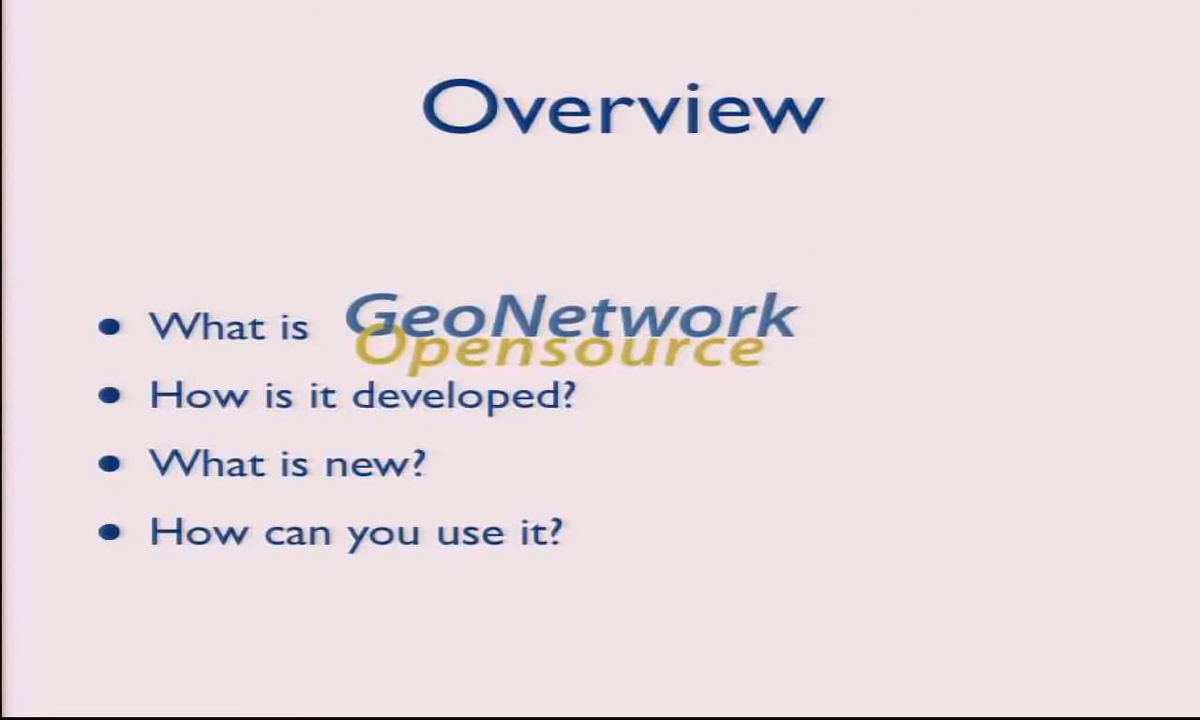 Overview
• What is GeoNetwork
Opensource
• How is it developed?
• What is new?
• How can you use it?